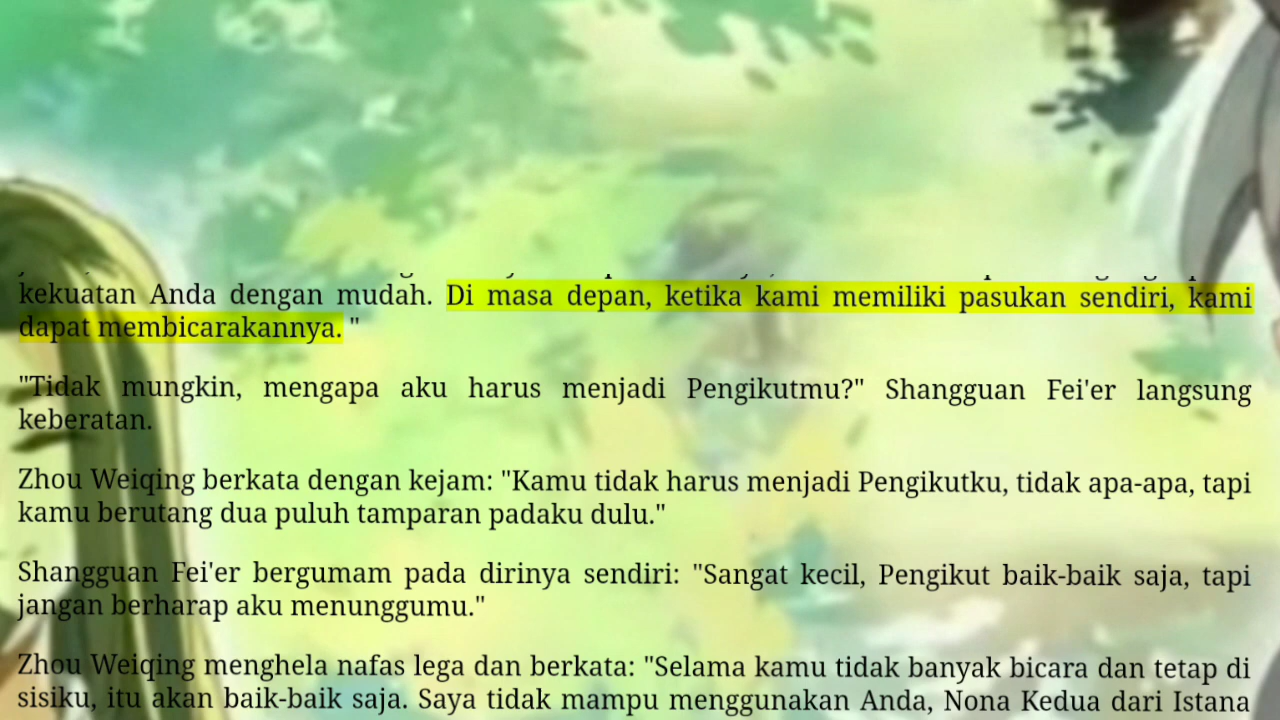 kekuatan Anda dengan mudah. Di masa depan, ketika kami memiliki pasukan sendiri, kami
dapat membicarakannya. "
"Tidak mungkin, mengapa aku harus menjadi Pengikutmu?" Shangguan Fei'er langsung
keberatan.
Zhou Weiqing berkata dengan kejam: "Kamu tidak harus menjadi Pengikutku, tidak apa-apa, tapi
kamu berutang dua puluh tamparan padaku dulu."
Shangguan Fei'er bergumam pada dirinya sendiri: "Sangat kecil, Pengikut baik-baik saja, tapi
jangan berharap aku menunggumu."
Zhou Weiqing menghela nafas lega dan berkata: "Selama kamu tidak banyak bicara dan tetap di
sisiku, itu akan baik-baik saja. Saya tidak mampu menggunakan Anda, Nona Kedua dari Istana